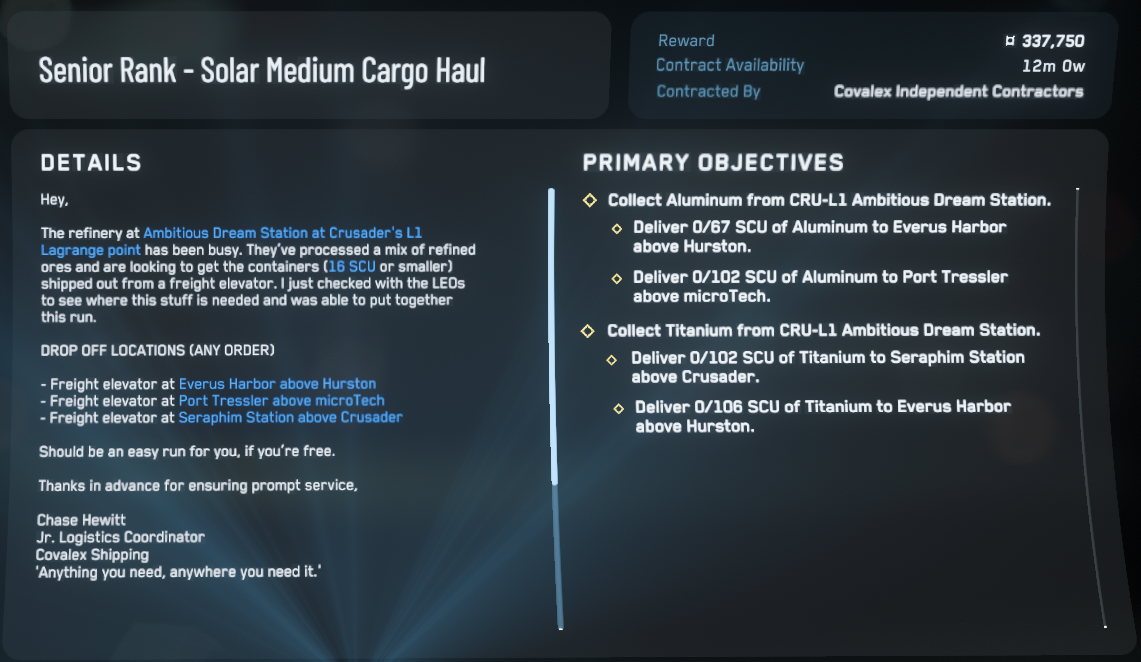 Senior Rank - Solar Medium Cargo Haul
Reward
¤ 337,750
Contract Availability
12m 0w
Contracted By
Covalex Independent Contractors
DETAILS
Hey,
The refinery at Ambitious Dream Station at Crusader's L1
Lagrange point has been busy. They've processed a mix of refined
ores and are looking to get the containers (16 SCU or smaller)
shipped out from a freight elevator. I just checked with the LEOs
to see where this stuff is needed and was able to put together
this run.
DROP OFF LOCATIONS (ANY ORDER)
- Freight elevator at Everus Harbor above Hurston
- Freight elevator at Port Tressler above microTech
- Freight elevator at Seraphim Station above Crusader
Should be an easy run for you, if you're free.
Thanks in advance for ensuring prompt service,
Chase Hewitt
Jr. Logistics Coordinator
Covalex Shipping
'Anything you need, anywhere you need it.'
PRIMARY OBJECTIVES
Collect Aluminum from CRU-L1 Ambitious Dream Station.
Deliver 0/67 SCU of Aluminum to Everus Harbor
above Hurston.
Deliver 0/102 SCU of Aluminum to Port Tressler
above microTech.
Collect Titanium from CRU-L1 Ambitious Dream Station.
Deliver 0/102 SCU of Titanium to Seraphim Station
above Crusader.
Deliver 0/106 SCU of Titanium to Everus Harbor
above Hurston.